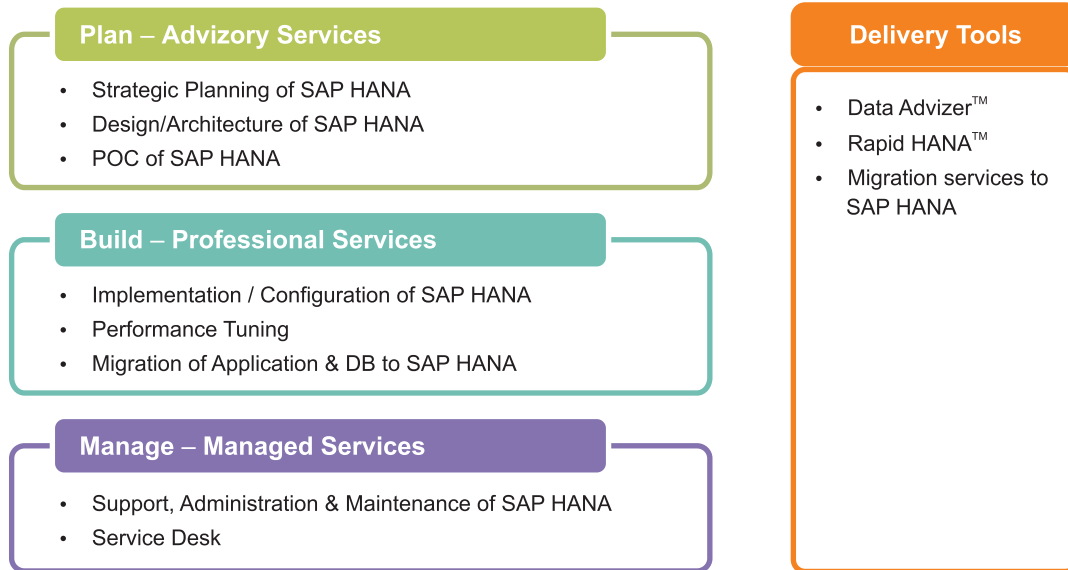 Plan – Advizory Services
• Strategic Planning of SAP HANA
• Design/Architecture of SAP HANA
• POC of SAP HANA
Build – Professional Services
• Implementation / Configuration of SAP HANA
• Performance Tuning
• Migration of Application & DB to SAP HANA
Manage – Managed Services
• Support, Administration & Maintenance of SAP HANA
• Service Desk
Delivery Tools
• Data Advizer™
• Rapid HANA™
• Migration services to
SAP HANA